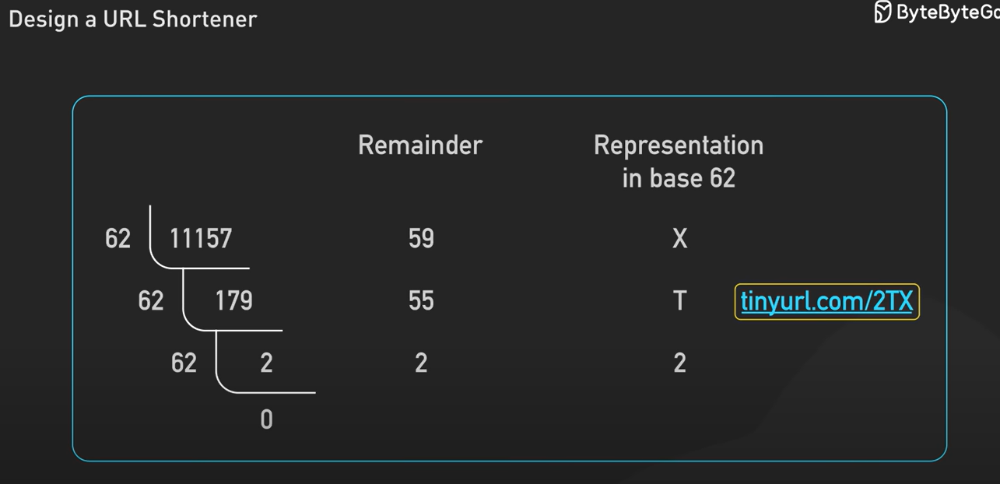 Design a URL Shortener
ByteByteGo
Remainder
Representation
in base 62
62 11157 59 X
62 179 55 T tinyurl.com/2TX
62 2 2 2
0